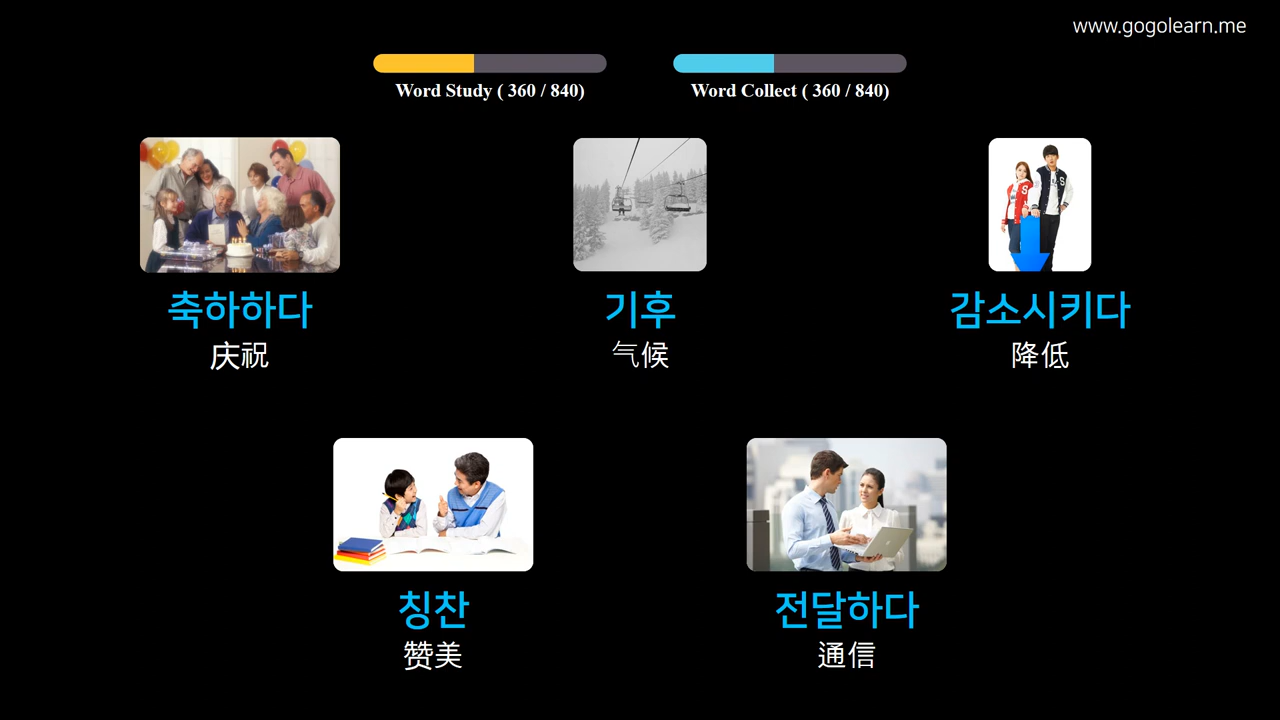 www.gogolearn.me
Word Study ( 360 / 840)
Word Collect ( 360 / 840)
축하하다
庆祝
기후
气候
감소시키다
降低
칭찬
赞美
전달하다
通信